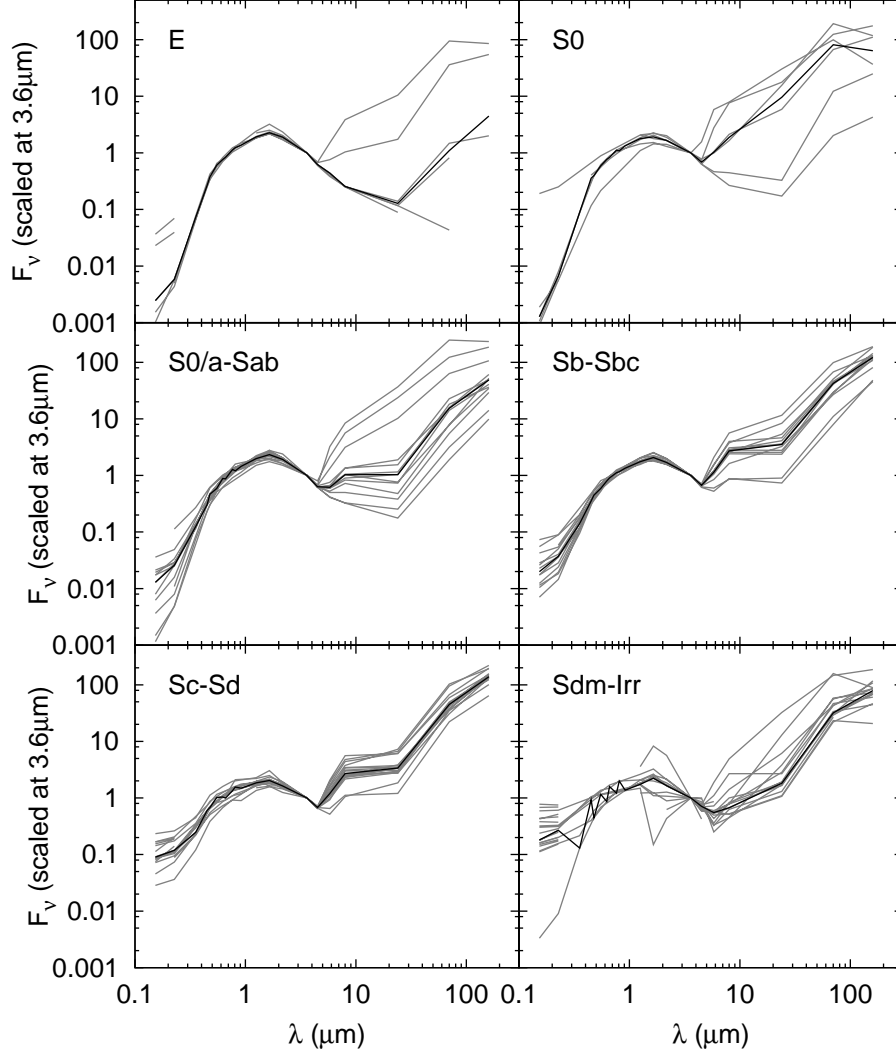 E
S0
100
10
1
0.1
0.01
0.001
F_ν (scaled at 3.6μm)
S0/a-Sab
Sb-Sbc
100
10
1
0.1
0.01
0.001
F_ν (scaled at 3.6μm)
Sc-Sd
Sdm-Irr
100
10
1
0.1
0.01
0.001
F_ν (scaled at 3.6μm)
0.1 1 10 100 0.1 1 10 100
λ (μm) λ (μm)